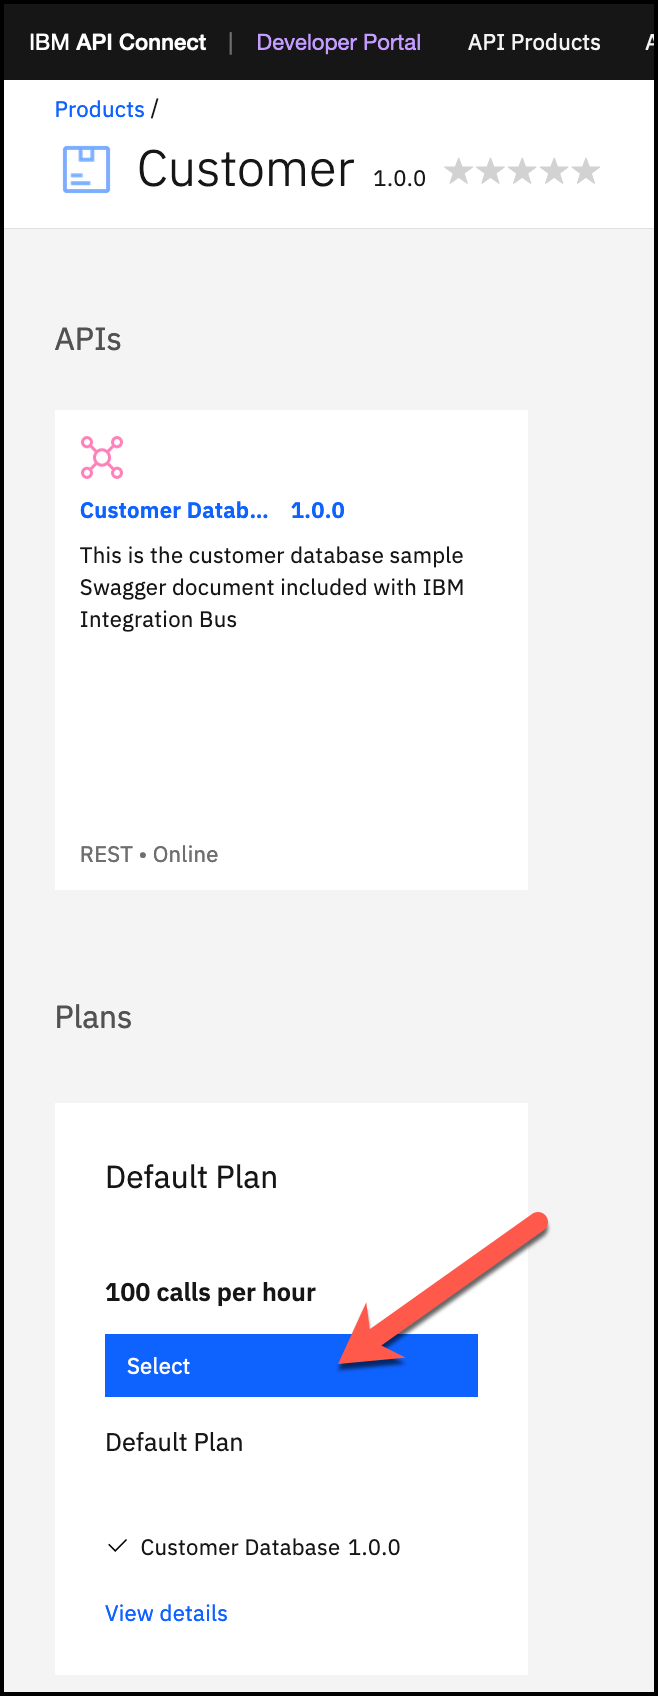 IBM API Connect | Developer Portal API Products
Products /
Customer 1.0.0
APIs
Customer Datab... 1.0.0
This is the customer database sample
Swagger document included with IBM
Integration Bus
REST • Online
Plans
Default Plan
100 calls per hour
Select
Default Plan
Customer Database 1.0.0
View details